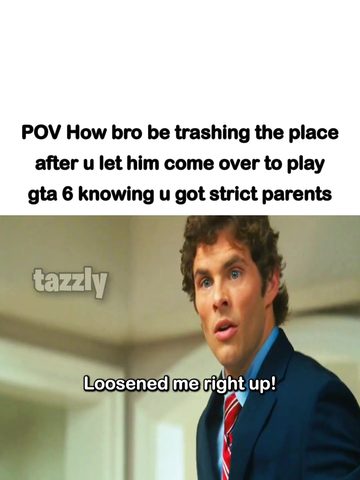 POV How bro be trashing the place
after u let him come over to play
gta 6 knowing u got strict parents
tazzly
Loosened me right up!